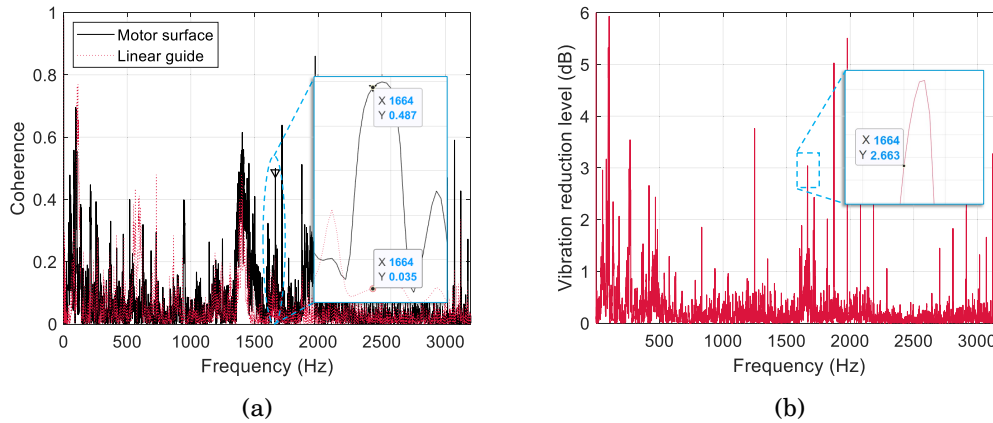 Motor surface
Linear guide
Coherence
1
0.8
0.6
0.4
0.2
0
X 1664
Y 0.487
X 1664
Y 0.035
0 500 1000 1500 2000 2500 3000
Frequency (Hz)
(a)
Vibration reduction level (dB)
6
5
4
3
2
1
0
X 1664
Y 2.663
500 1000 1500 2000 2500 3000
Frequency (Hz)
(b)